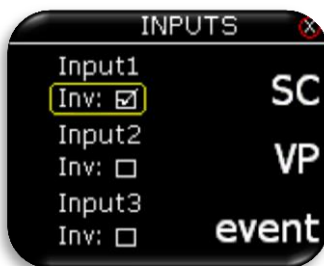 INPUTS X
Input1
Inv: ☑ SC
Input2
Inv: ☐ VP
Input3
Inv: ☐ event